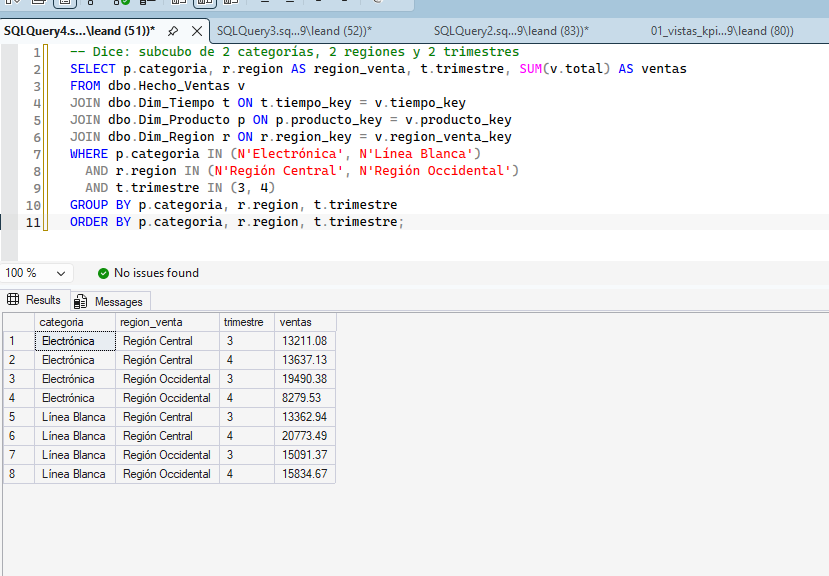 SQLQuery4.s...\leand (51))*
SQLQuery3.sq...9\leand (52))*
SQLQuery2.sq...9\leand (83))*
01_vistas_kpi...9\leand (80))
1 -- Dice: subcubo de 2 categorías, 2 regiones y 2 trimestres
2 SELECT p.categoria, r.region AS region_venta, t.trimestre, SUM(v.total) AS ventas
3 FROM dbo.Hecho_Ventas v
4 JOIN dbo.Dim_Tiempo t ON t.tiempo_key = v.tiempo_key
5 JOIN dbo.Dim_Producto p ON p.producto_key = v.producto_key
6 JOIN dbo.Dim_Region r ON r.region_key = v.region_venta_key
7 WHERE p.categoria IN (N'Electrónica', N'Línea Blanca')
8 AND r.region IN (N'Región Central', N'Región Occidental')
9 AND t.trimestre IN (3, 4)
10 GROUP BY p.categoria, r.region, t.trimestre
11 ORDER BY p.categoria, r.region, t.trimestre;
100 %
No issues found
Results
Messages
categoria region_venta trimestre ventas
1 Electrónica Región Central 3 13211.08
2 Electrónica Región Central 4 13637.13
3 Electrónica Región Occidental 3 19490.38
4 Electrónica Región Occidental 4 8279.53
5 Línea Blanca Región Central 3 13362.94
6 Línea Blanca Región Central 4 20773.49
7 Línea Blanca Región Occidental 3 15091.37
8 Línea Blanca Región Occidental 4 15834.67